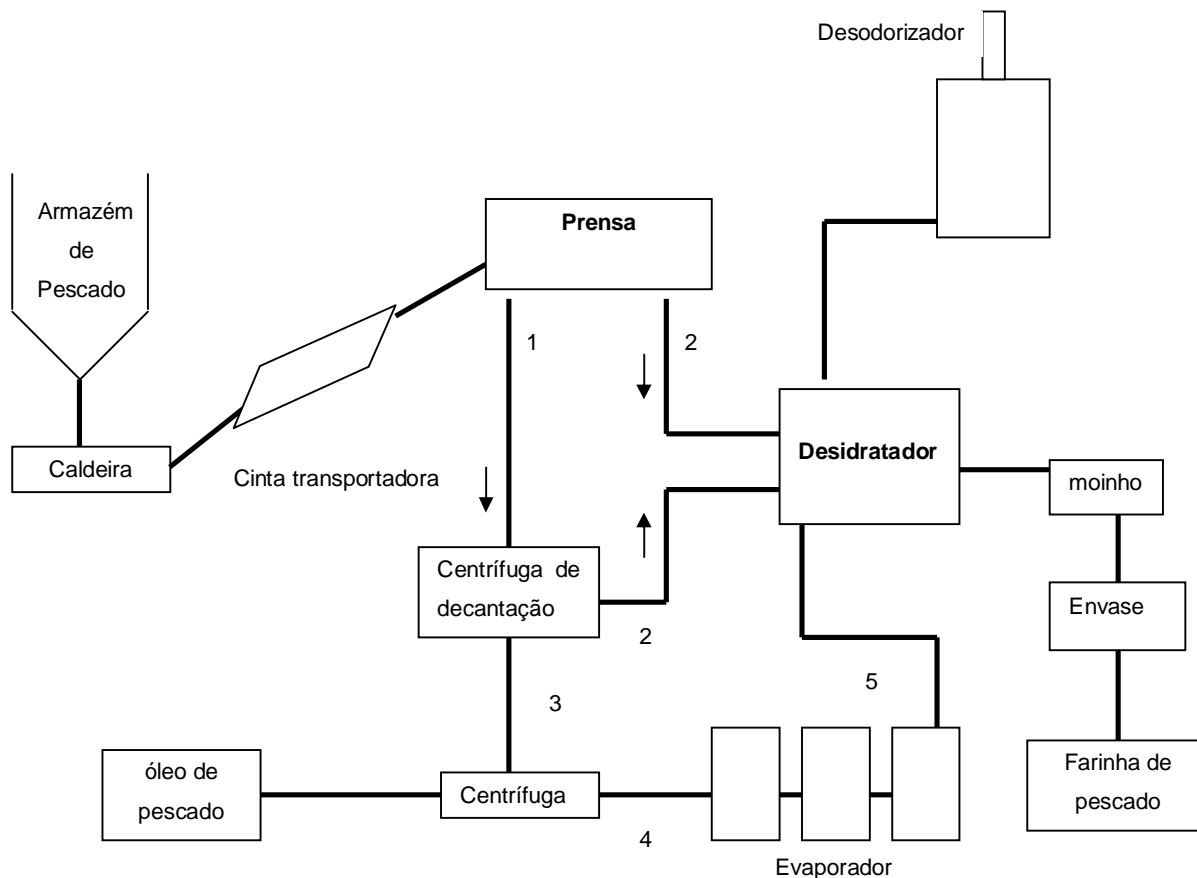 Desodorizador
Armazém
de
Pescado
Prensa
1
2
Caldeira
Cinta transportadora
Desidratador
moinho
Centrífuga de
decantação
2
Envase
3
5
óleo de
pescado
Centrífuga
4
Evaporador
Farinha de
pescado